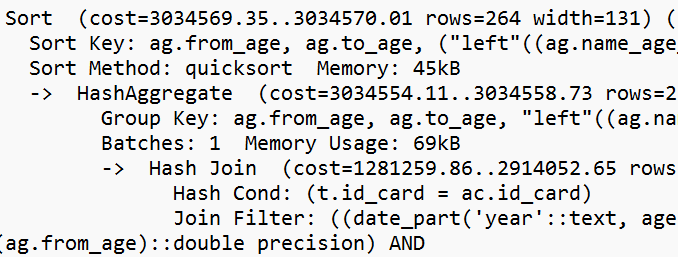 Sort  (cost=3034569.35..3034570.01 rows=264 width=131) (
Sort Key: ag.from_age, ag.to_age, ("left"((ag.name_age
Sort Method: quicksort  Memory: 45kB
->  HashAggregate  (cost=3034554.11..3034558.73 rows=2
Group Key: ag.from_age, ag.to_age, "left"((ag.na
Batches: 1  Memory Usage: 69kB
->  Hash Join  (cost=1281259.86..2914052.65 rows
Hash Cond: (t.id_card = ac.id_card)
Join Filter: ((date_part('year'::text, age
(ag.from_age)::double precision) AND